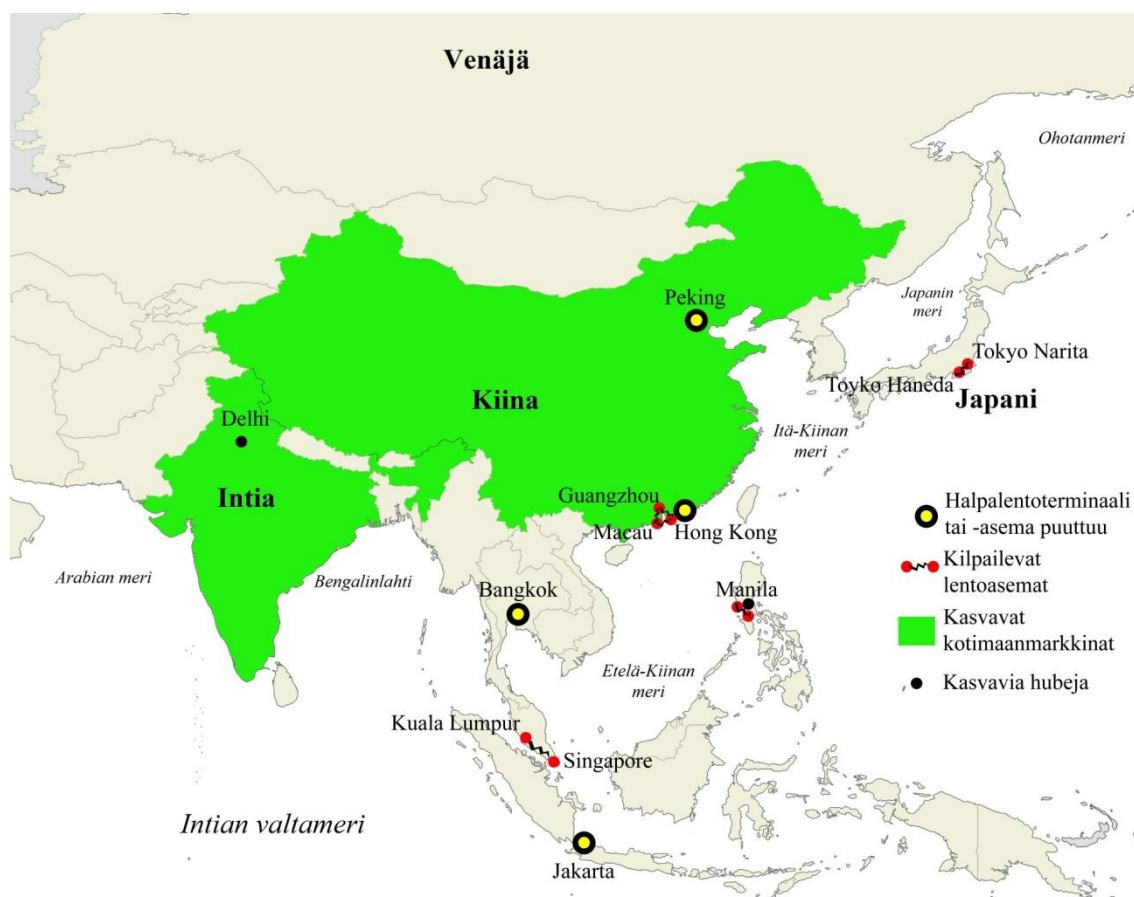 Venäjä
Ohotanmeri
Peking
Japanin
meri
Tokyo Narita
Toyko Haneda
Japani
Kiina
Delhi
Itä-Kiinan
meri
Intia
Guangzhou
Macau
Hong Kong
Halpalentoterminaali
tai -asema puuttuu
Kilpailevat
lentoasemat
Arabian meri
Bengalinlahti
Bangkok
Manila
Kasvavat
kotimaanmarkkinat
Etelä-Kiinan
meri
Kasvavia hubeja
Kuala Lumpur
Singapore
Intian valtameri
Jakarta